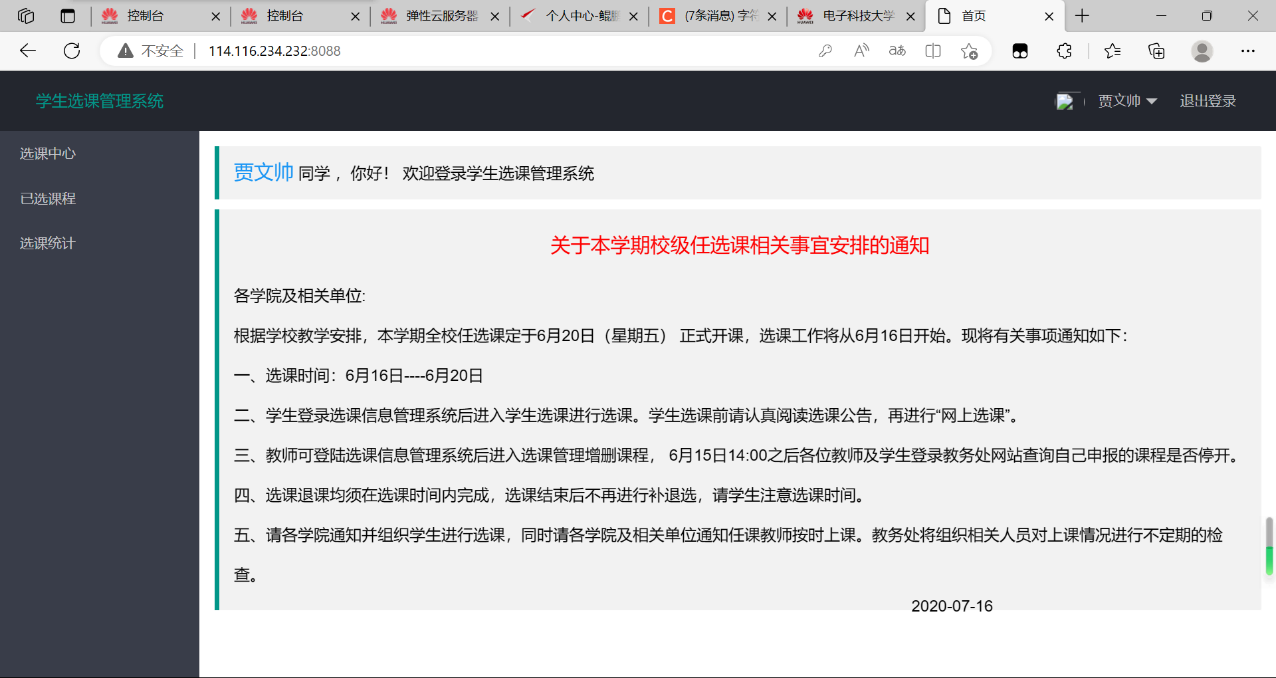 控制台
控制台
弹性云服务器
个人中心-鲲鹏
(7条消息) 字符
电子科技大学
首页
不安全 114.116.234.232:8088
学生选课管理系统
贾文帅
退出登录
选课中心
已选课程
选课统计
贾文帅 同学 ，你好！ 欢迎登录学生选课管理系统
关于本学期校级任选课相关事宜安排的通知
各学院及相关单位:
根据学校教学安排，本学期全校任选课定于6月20日（星期五） 正式开课，选课工作将从6月16日开始。现将有关事项通知如下：
一、选课时间：6月16日----6月20日
二、学生登录选课信息管理系统后进入学生选课进行选课。学生选课前请认真阅读选课公告，再进行“网上选课”。
三、教师可登陆选课信息管理系统后进入选课管理增删课程， 6月15日14:00之后各位教师及学生登录教务处网站查询自己申报的课程是否停开。
四、选课退课均须在选课时间内完成，选课结束后不再进行补退选，请学生注意选课时间。
五、请各学院通知并组织学生进行选课，同时请各学院及相关单位通知任课教师按时上课。教务处将组织相关人员对上课情况进行不定期的检
查。
2020-07-16